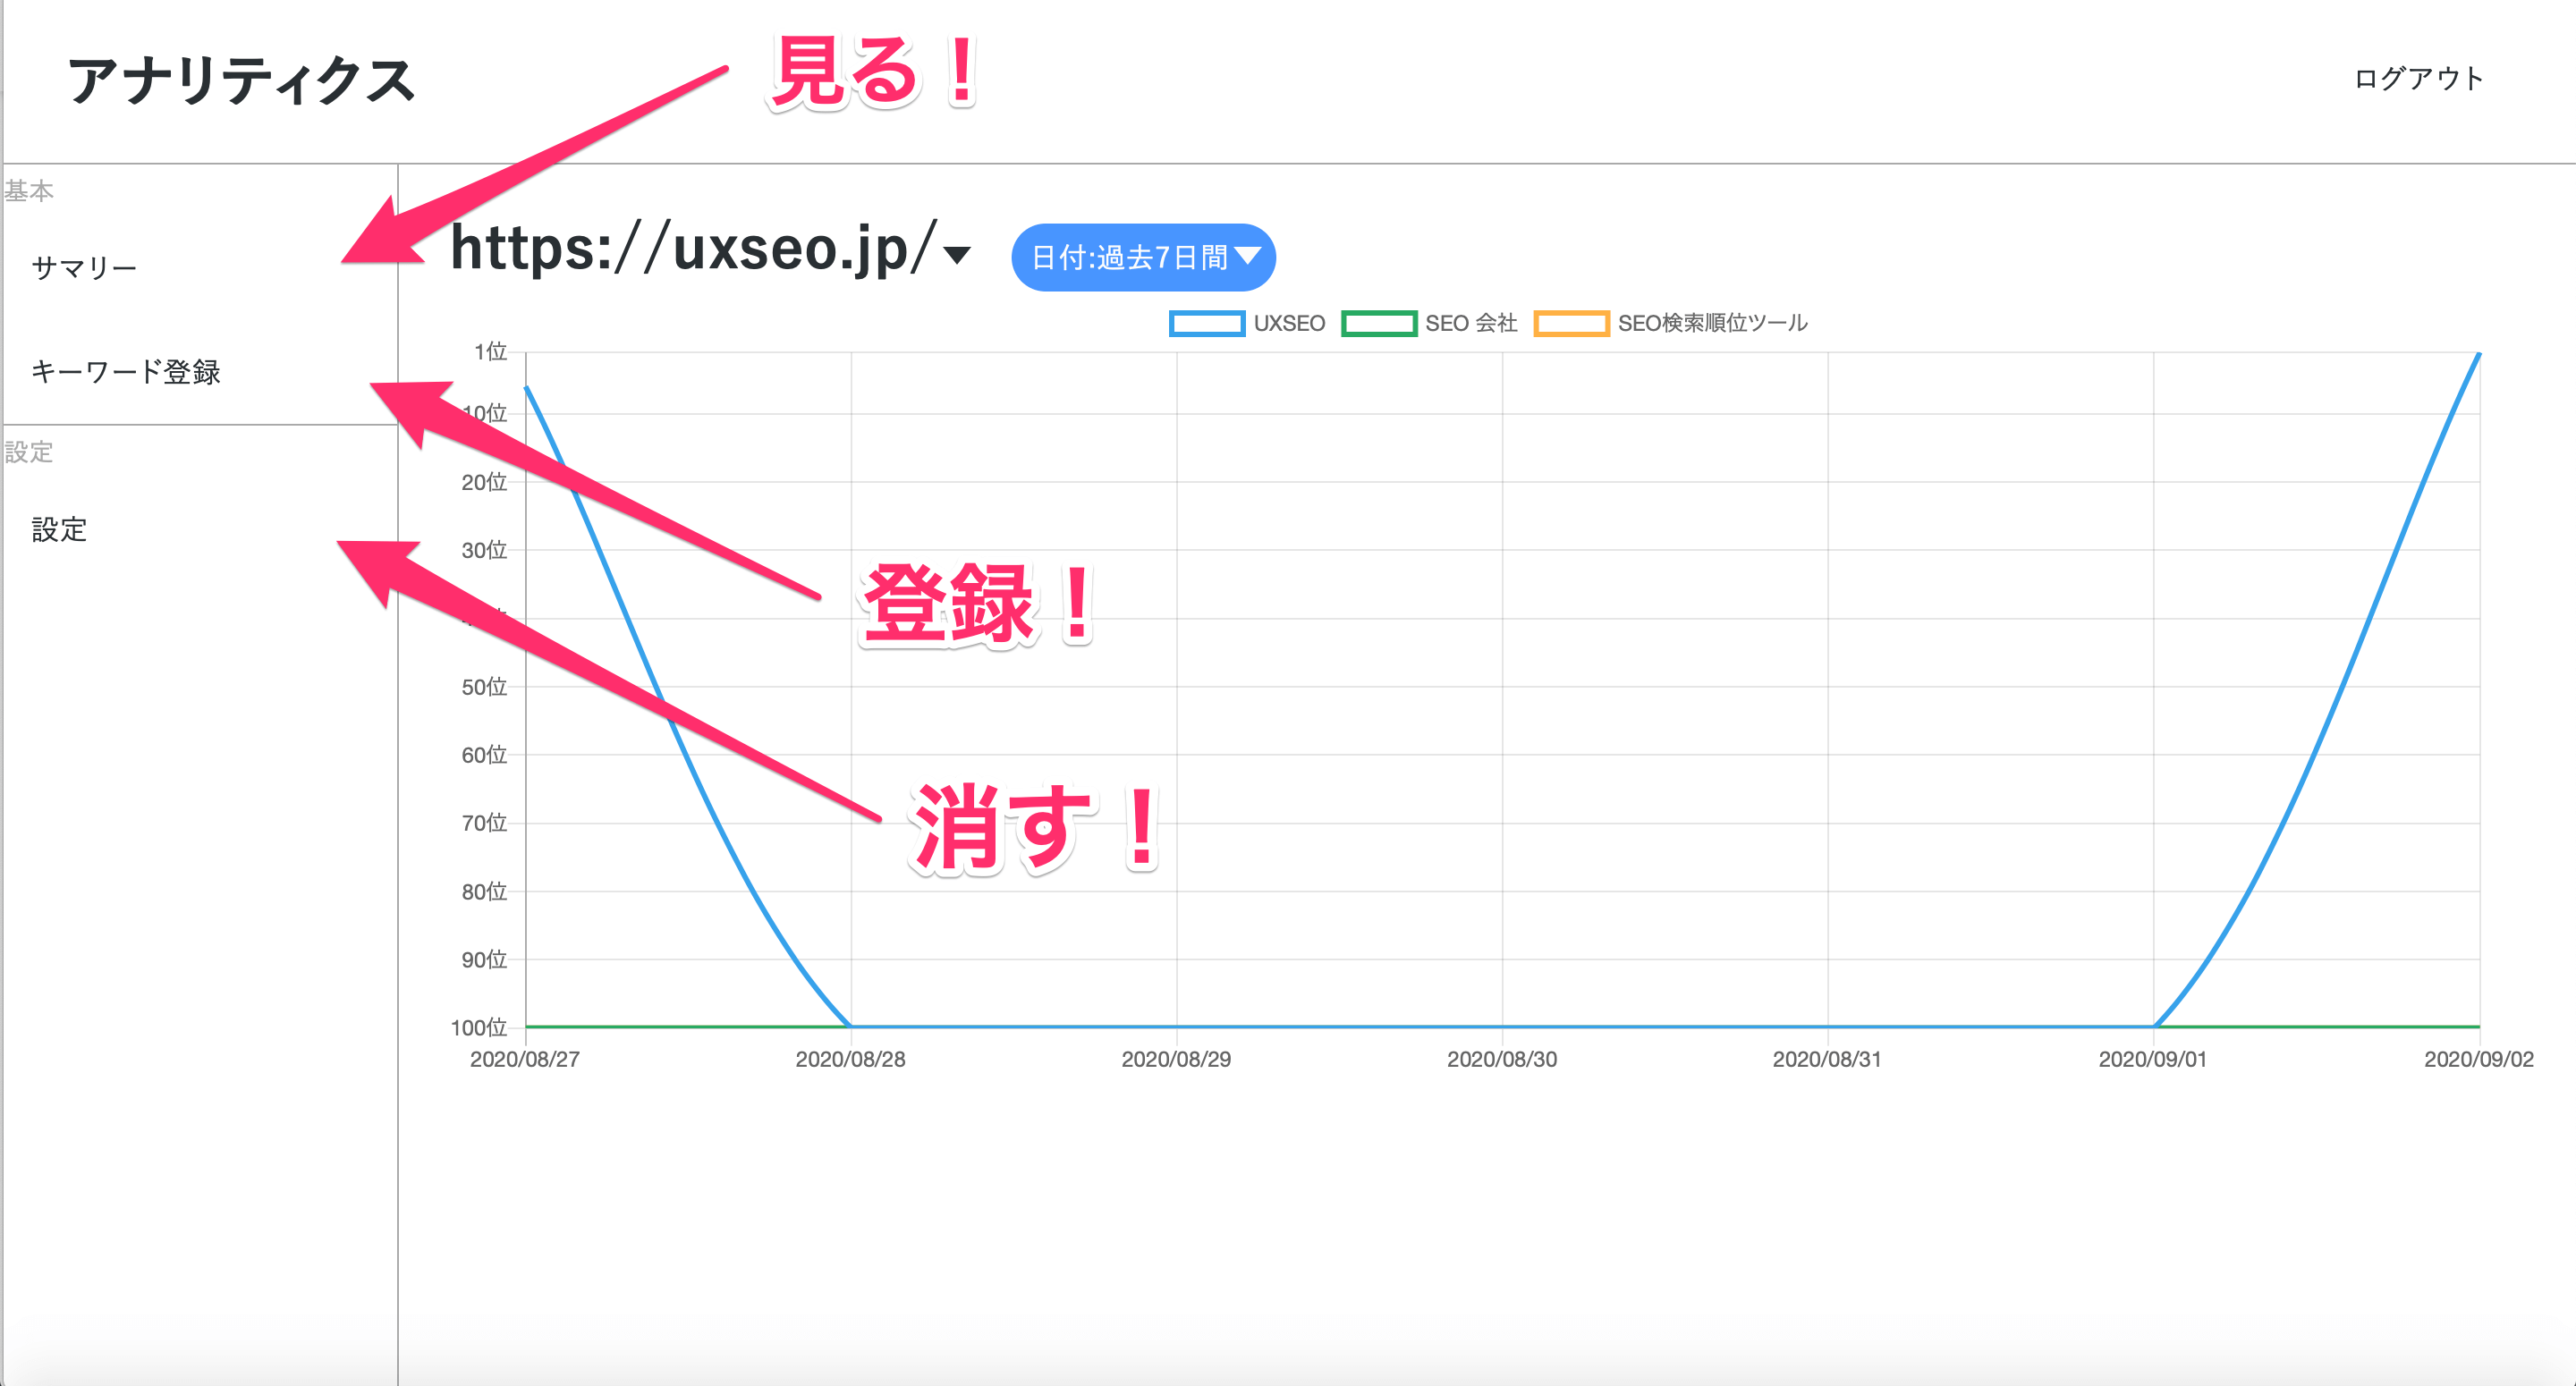 アナリティクス
見る！
ログアウト
基本
サマリー
キーワード登録
設定
設定
https://uxseo.jp/
日付:過去7日間
UXSEO
SEO 会社
SEO検索順位ツール
1位
10位
20位
30位
50位
60位
70位
80位
90位
100位
登録！
消す！
2020/08/27
2020/08/28
2020/08/29
2020/08/30
2020/08/31
2020/09/01
2020/09/02